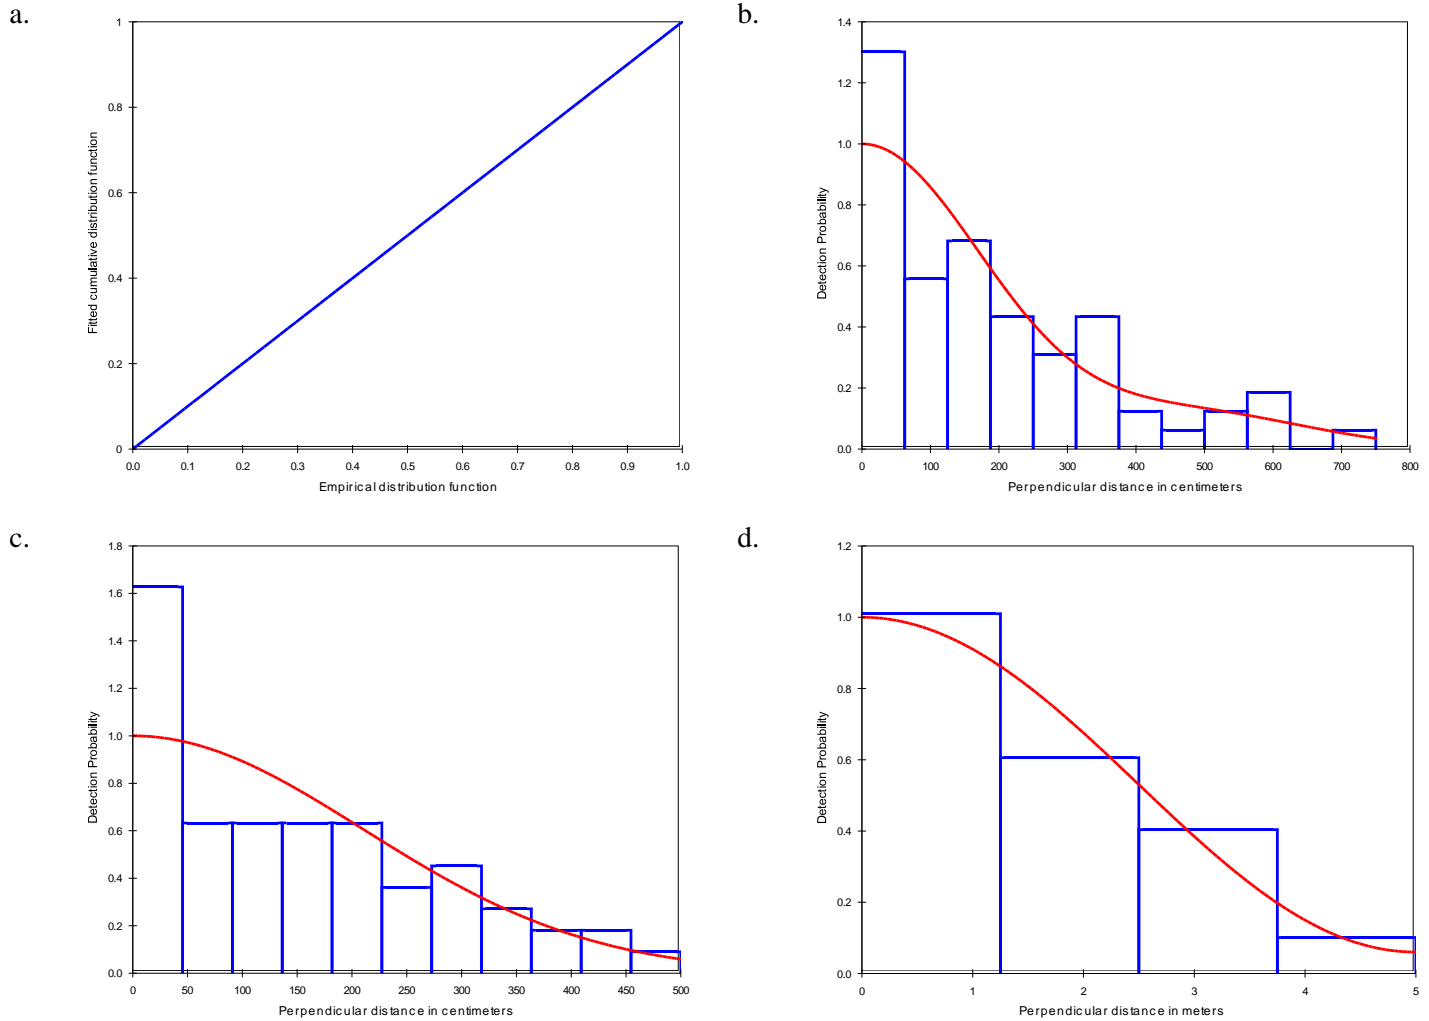 a.
1
0.8
0.6
0.4
0.2
0
Fitted cumulative distribution function
0.0 0.1 0.2 0.3 0.4 0.5 0.6 0.7 0.8 0.9 1.0
Empirical distribution function
b.
1.4
1.2
1.0
0.8
0.6
0.4
0.2
0.0
Detection Probability
0 100 200 300 400 500 600 700 800
Perpendicular distance in centimeters
c.
1.8
1.6
1.4
1.2
1.0
0.8
0.6
0.4
0.2
0.0
Detection Probability
0 50 100 150 200 250 300 350 400 450 500
Perpendicular distance in centimeters
d.
1.2
1.0
0.8
0.6
0.4
0.2
0.0
Detection Probability
0 1 2 3 4 5
Perpendicular distance in meters